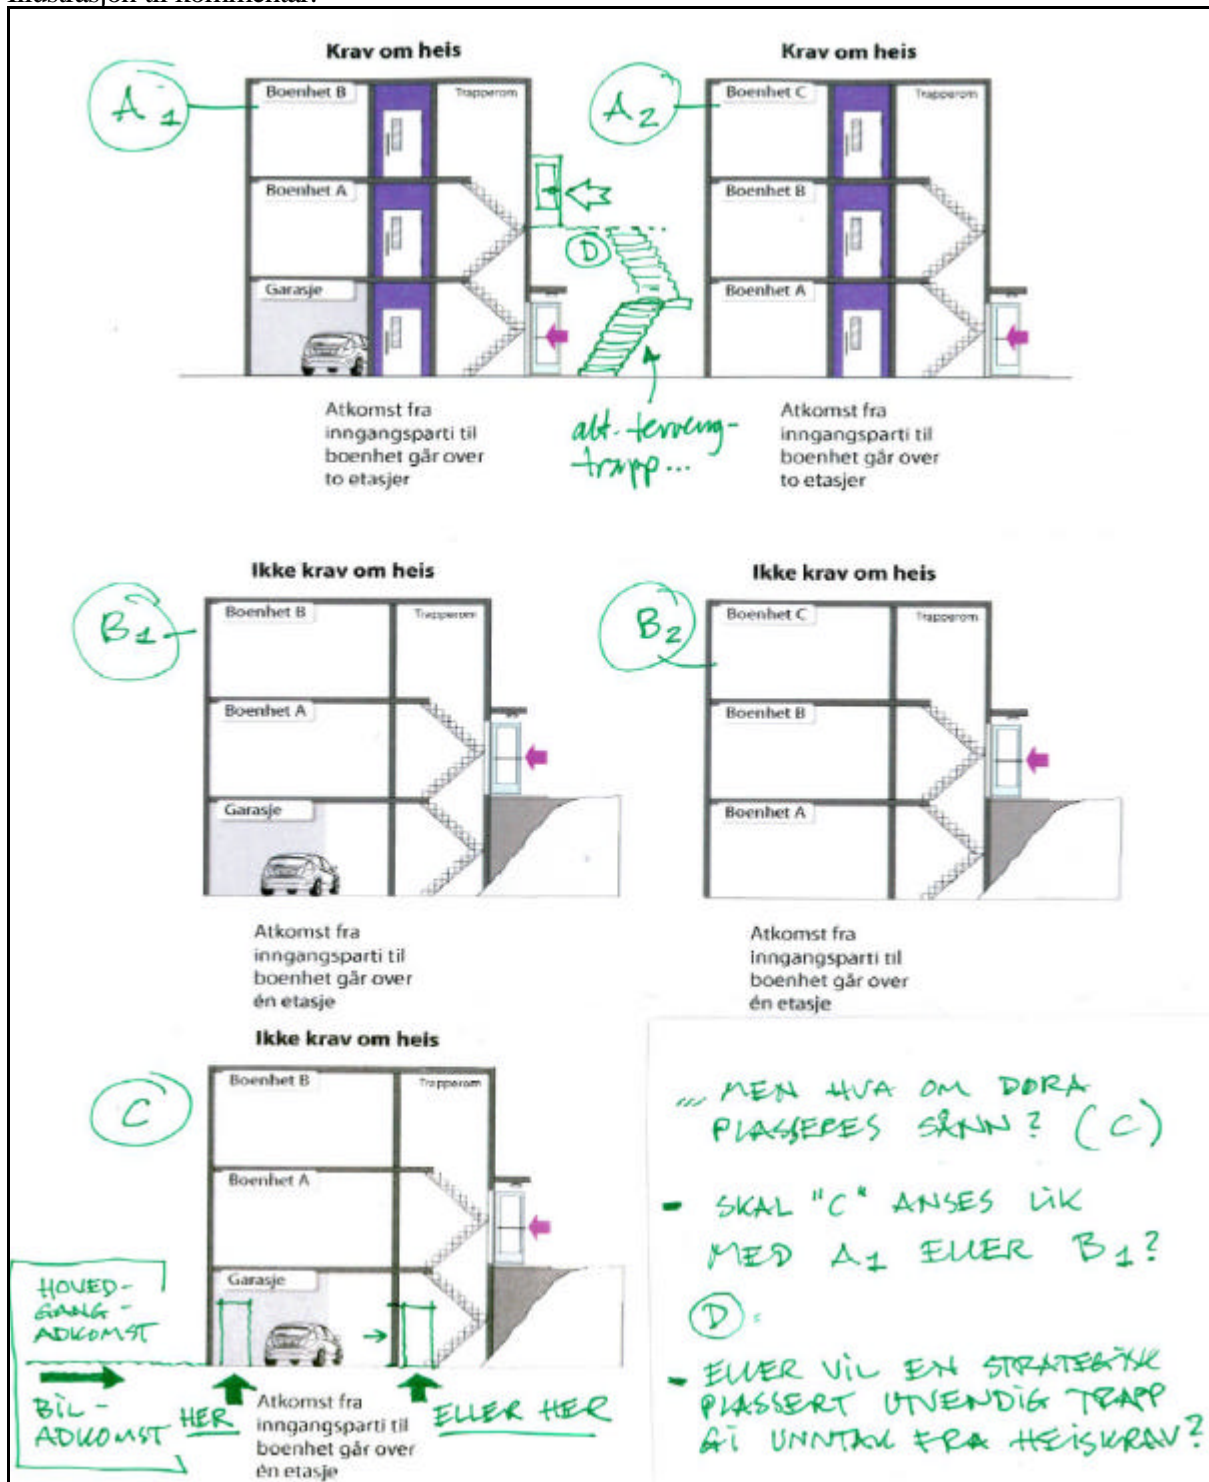 Illustrasjon til kommentar:
Krav om heis
A1
Boenhet B
Trapperom
Boenhet A
Garasje
D
Atkomst fra
inngangsparti til
boenhet går over
to etasjer
alt. terreng-
trapp...
Krav om heis
A2
Boenhet C
Trapperom
Boenhet B
Boenhet A
Atkomst fra
inngangsparti til
boenhet går over
to etasjer
Ikke krav om heis
B1
Boenhet B
Trapperom
Boenhet A
Garasje
Atkomst fra
inngangsparti til
boenhet går over
én etasje
Ikke krav om heis
B2
Boenhet C
Trapperom
Boenhet B
Boenhet A
Atkomst fra
inngangsparti til
boenhet går over
én etasje
Ikke krav om heis
C
Boenhet B
Trapperom
Boenhet A
Garasje
HOVED-
GANG-
ADKOMST
BIL-
ADKOMST
HER
Atkomst fra
inngangsparti til
boenhet går over
én etasje
ELLER HER
... MEN HVA OM DØRA
PLASSERES SÅNN? (C)
- SKAL "C" ANSES LIK
MED A1 ELLER B1?
D:
- ELLER VIL EN STRATEGISK
PLASSERT UTVENDIG TRAPP
GI UNNTAK FRA HEISKRAV?